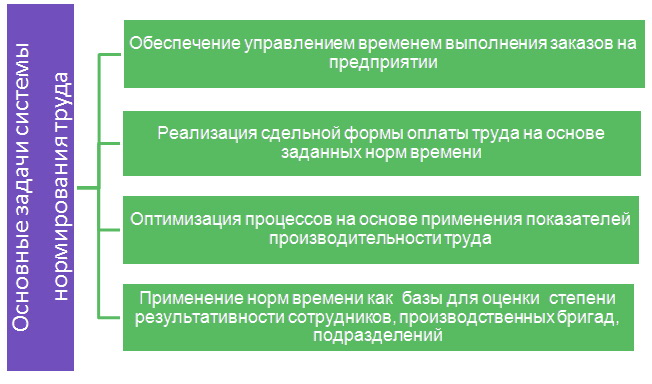 Основные задачи системы
нормирования труда
Обеспечение управлением временем выполнения заказов на
предприятии
Реализация сдельной формы оплаты труда на основе
заданных норм времени
Оптимизация процессов на основе применения показателей
производительности труда
Применение норм времени как базы для оценки степени
результативности сотрудников, производственных бригад,
подразделений